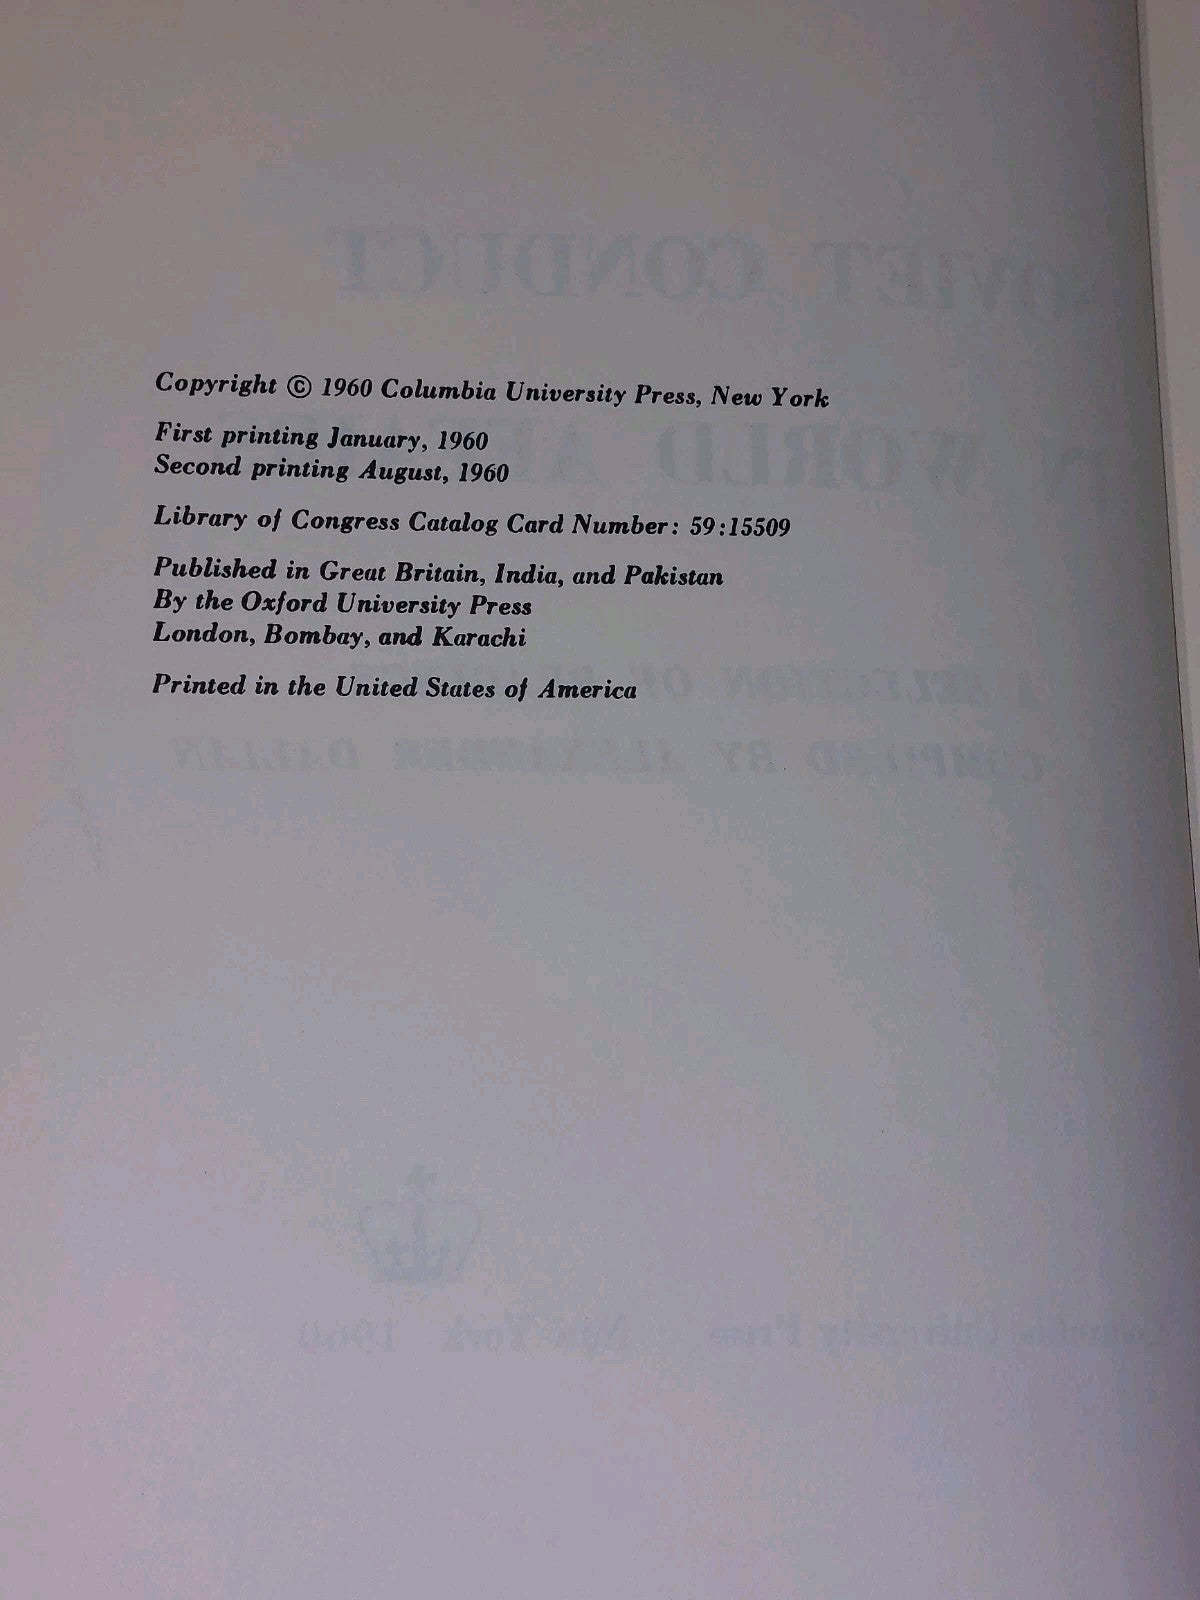 Copyright © 1960 Columbia University Press, New York
First printing January, 1960
Second printing August, 1960
Library of Congress Catalog Card Number: 59:15509
Published in Great Britain, India, and Pakistan
By the Oxford University Press
London, Bombay, and Karachi
Printed in the United States of America